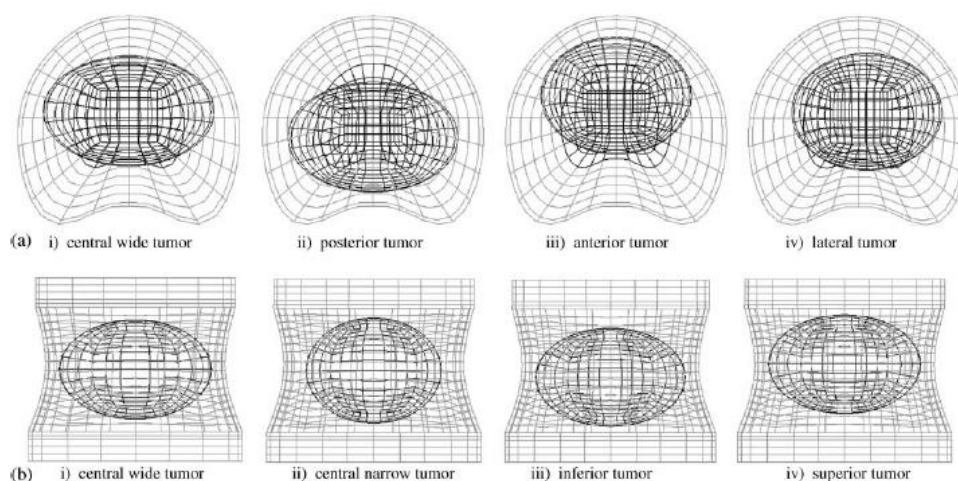 (a) i) central wide tumor ii) posterior tumor iii) anterior tumor iv) lateral tumor
(b) i) central wide tumor ii) central narrow tumor iii) inferior tumor iv) superior tumor